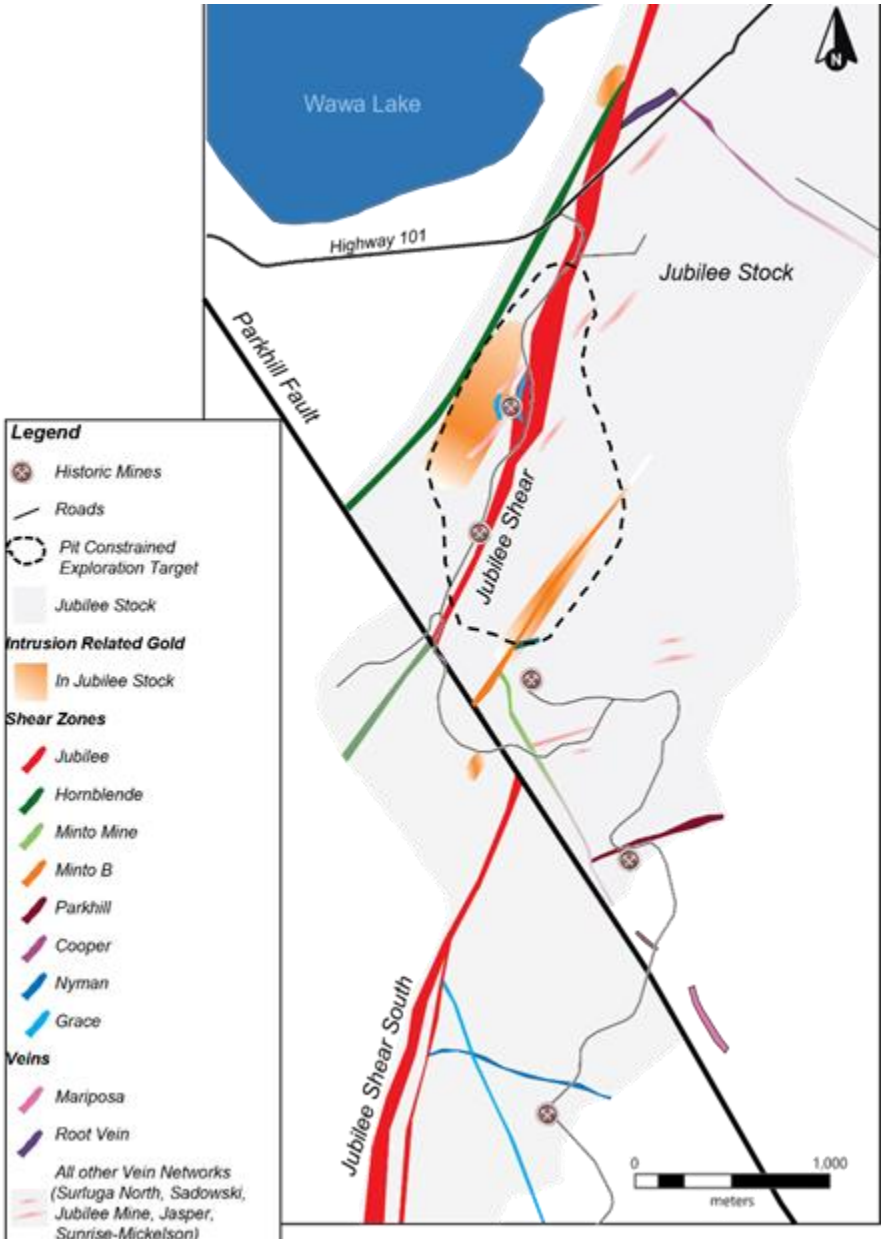 N
Wawa Lake
Highway 101
Jubilee Stock
Parkhill Fault
Jubilee Shear
Jubilee Shear South
Legend
Historic Mines
Roads
Pit Constrained
Exploration Target
Jubilee Stock
Intrusion Related Gold
In Jubilee Stock
Shear Zones
Jubilee
Hornblende
Minto Mine
Minto B
Parkhill
Cooper
Nyman
Grace
Veins
Mariposa
Root Vein
All other Vein Networks
(Surluga North, Sadowski,
Jubilee Mine, Jasper,
Sunrise-Mickelson)
0 1,000
meters